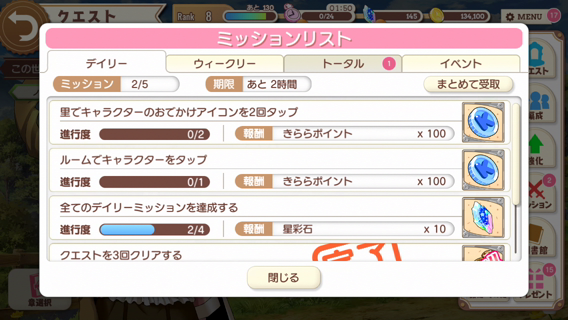 クエスト
Rank 8
あと 130
01:50
0/24
145
134,100
MENU 17
ミッションリスト
デイリー
ウィークリー
トータル 1
イベント
ミッション 2/5
期限 あと 2時間
まとめて受取
里でキャラクターのおでかけアイコンを2回タップ
進行度 0/2 報酬 きららポイント x 100
ルームでキャラクターをタップ
進行度 0/1 報酬 きららポイント x 100
全てのデイリーミッションを達成する
進行度 2/4 報酬 星彩石 x 10
クエストを3回クリアする
完了
閉じる
章選択